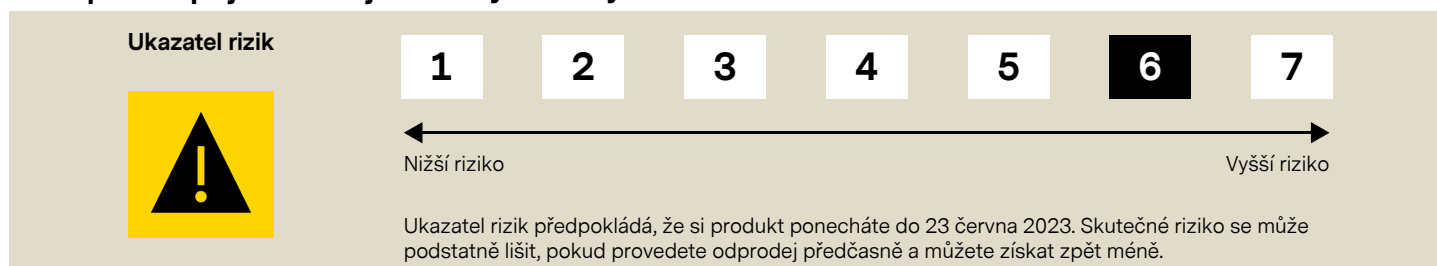 Ukazatel rizik
1 2 3 4 5 6 7
Nižší riziko Vyšší riziko
Ukazatel rizik předpokládá, že si produkt ponecháte do 23 června 2023. Skutečné riziko se může
podstatně lišit, pokud provedete odprodej předčasně a můžete získat zpět méně.